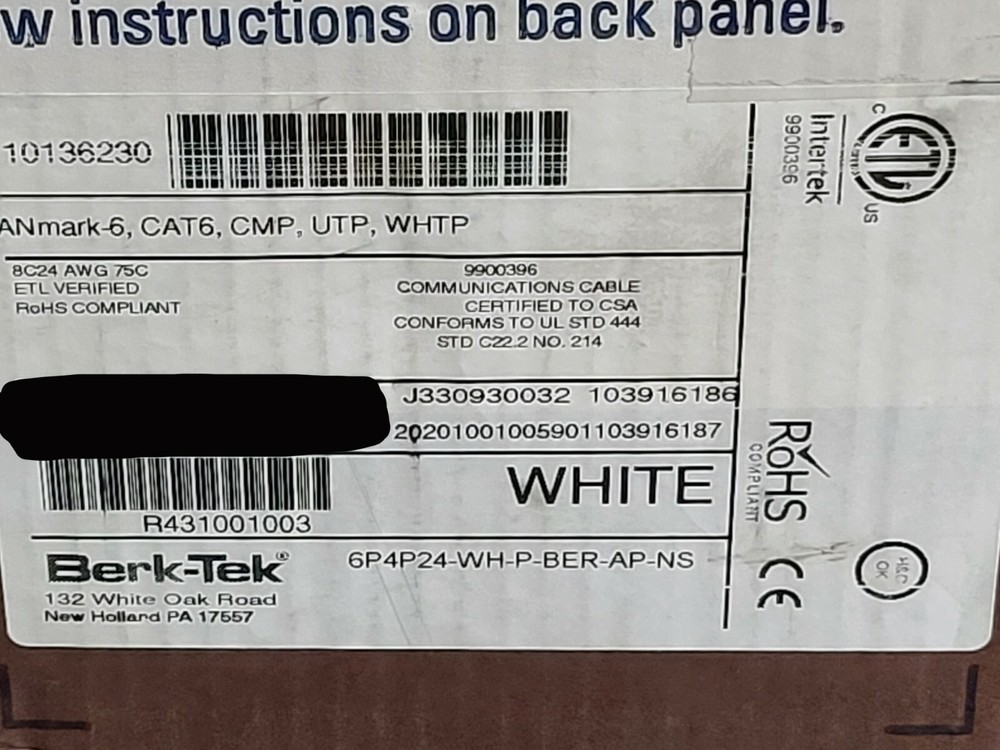 w instructions on back panel.
10136230
ANmark-6, CAT6, CMP, UTP, WHTP
8C24 AWG 75C
ETL VERIFIED
RoHS COMPLIANT
9900396
COMMUNICATIONS CABLE
CERTIFIED TO CSA
CONFORMS TO UL STD 444
STD C22.2 NO. 214
J330930032 103916186
20201001005901103916187
WHITE
R431001003
Berk-Tek®
132 White Oak Road
New Holland PA 17557
6P4P24-WH-P-BER-AP-NS
C ETL US
Intertek
9900396
RoHS
COMPLIANT
CE
H&C
OK